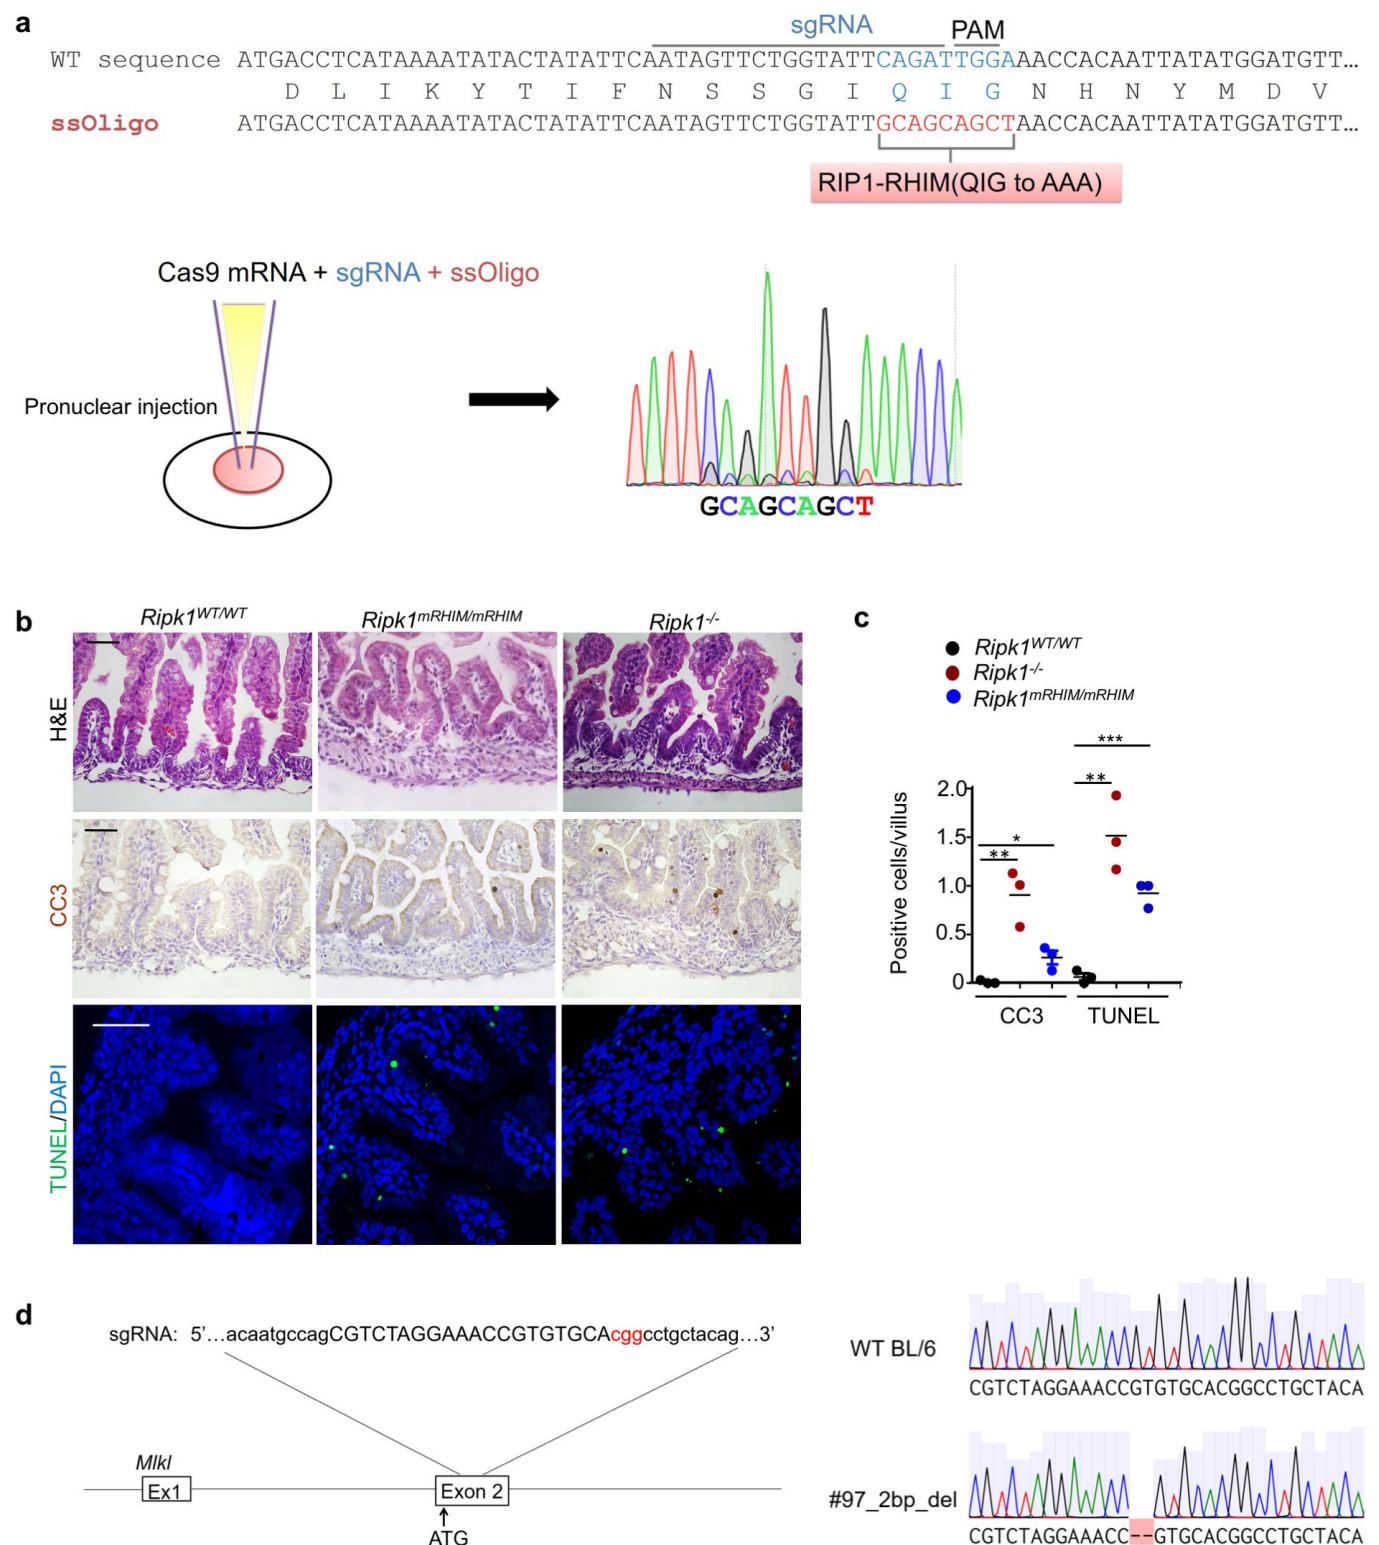 a
sgRNA PAM
WT sequence ATGACCTCATAAAATATACTATATTCAATAGTTCTGGTATTCAGATTGGAAACCACAATTATATGGATGTT...
D L I K Y T I F N S S G I Q I G N H N Y M D V
ssOligo ATGACCTCATAAAATATACTATATTCAATAGTTCTGGTATTGCAGCAGCTAACCACAATTATATGGATGTT...
RIP1-RHIM(QIG to AAA)
Cas9 mRNA + sgRNA + ssOligo
Pronuclear injection
GCAGCAGCT
b
Ripk1WT/WT Ripk1mRHIM/mRHIM Ripk1-/-
H&E
CC3
TUNEL/DAPI
c
Ripk1WT/WT
Ripk1-/-
Ripk1mRHIM/mRHIM
Positive cells/villus
***
**
2.0
1.5
*
**
1.0
0.5
0
CC3 TUNEL
d
sgRNA: 5’...acaatgccagCGTCTAGGAAACCGTGTGCAcggcctgctacag...3’
Mlkl
Ex1 Exon 2
ATG
WT BL/6
CGTCTAGGAAACCGTGTGCACGGCCTGCTACA
#97_2bp_del
CGTCTAGGAAACC--GTGCACGGCCTGCTACA